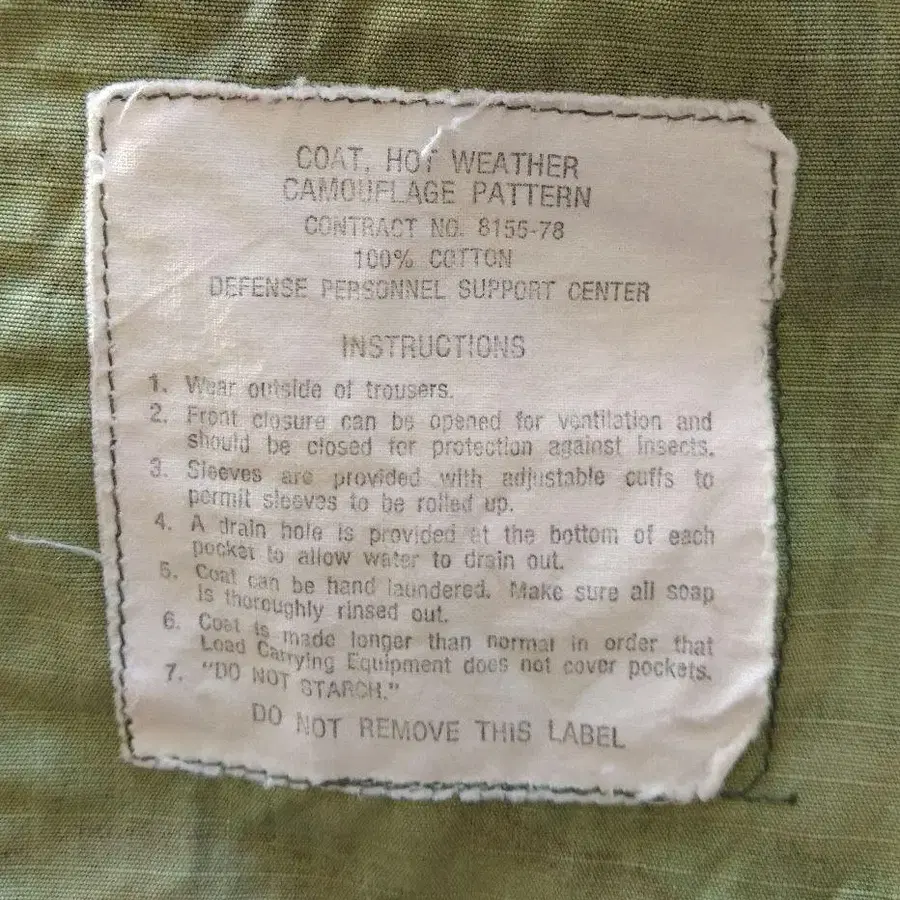 COAT, HOT WEATHER
CAMOUFLAGE PATTERN
CONTRACT NO. 8155-78
100% COTTON
DEFENSE PERSONNEL SUPPORT CENTER
INSTRUCTIONS
1. Wear outside of trousers.
2. Front closure can be opened for ventilation and
should be closed for protection against insects.
3. Sleeves are provided with adjustable cuffs to
permit sleeves to be rolled up.
4. A drain hole is provided at the bottom of each
pocket to allow water to drain out.
5. Coat can be hand laundered. Make sure all soap
is thoroughly rinsed out.
6. Coat is made longer than normal in order that
Load Carrying Equipment does not cover pockets.
7. "DO NOT STARCH."
DO NOT REMOVE THIS LABEL